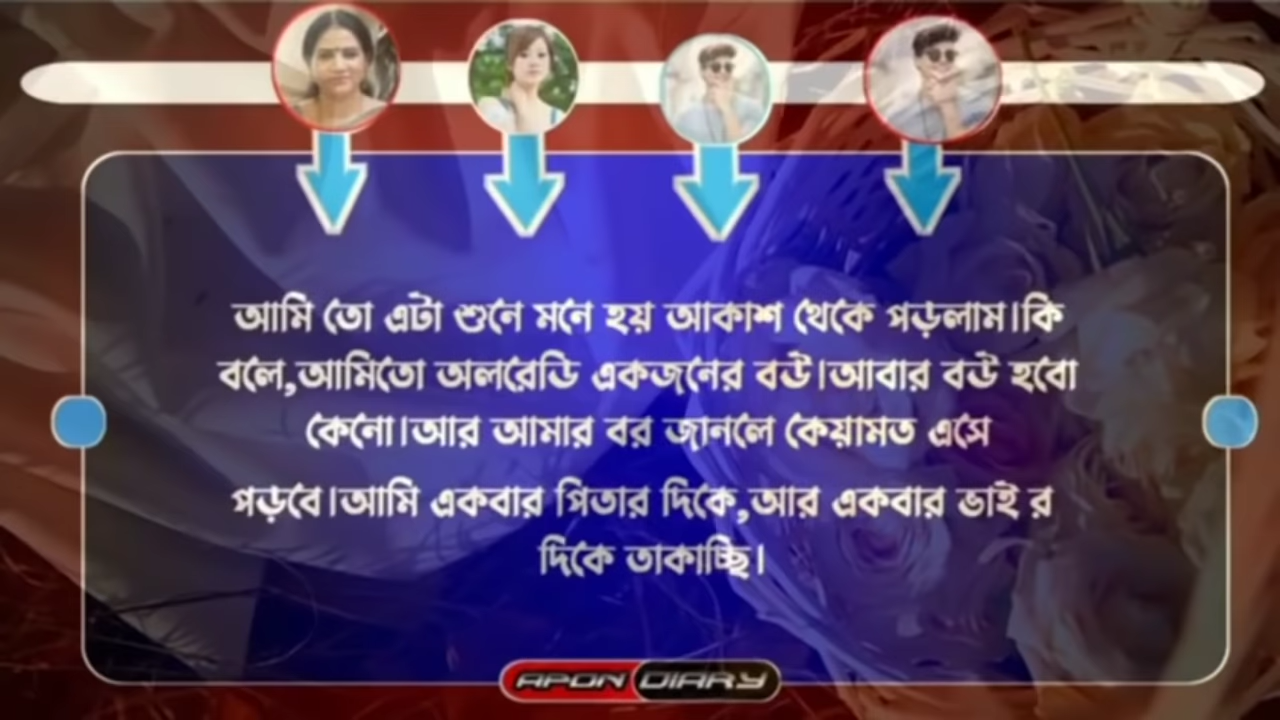 আমি তো এটা শুনে মনে হয় আকাশ থেকে পড়লাম।কি
বলে,আমিতো অলরেডি একজনের বউ।আবার বউ হবো
কেনো।আর আমার বর জানলে কেয়ামত এসে
পড়বে।আমি একবার পিতার দিকে,আর একবার ভাই র
দিকে তাকাচ্ছি।
APON DIARY